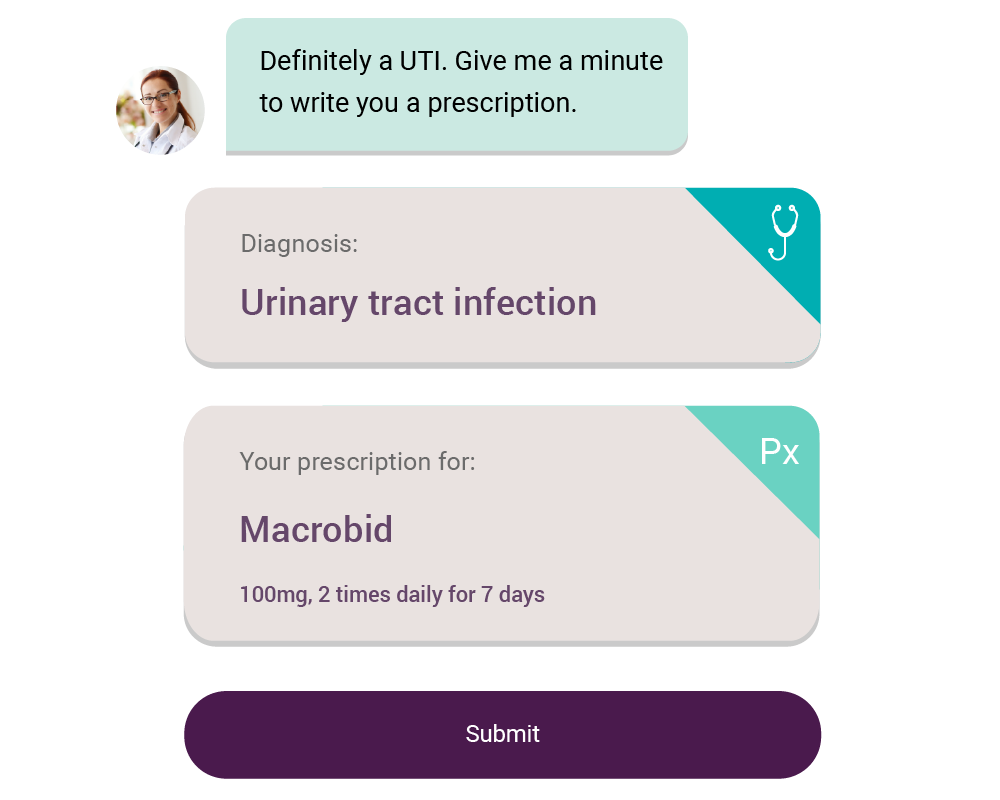 Definitely a UTI. Give me a minute
to write you a prescription.
Diagnosis:
Urinary tract infection
Your prescription for:
Px
Macrobid
100mg, 2 times daily for 7 days
Submit